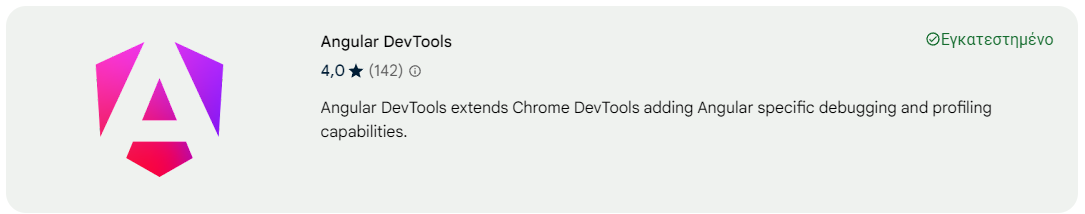 Angular DevTools
Εγκατεστημένο
4,0 ★ (142)
Angular DevTools extends Chrome DevTools adding Angular specific debugging and profiling
capabilities.